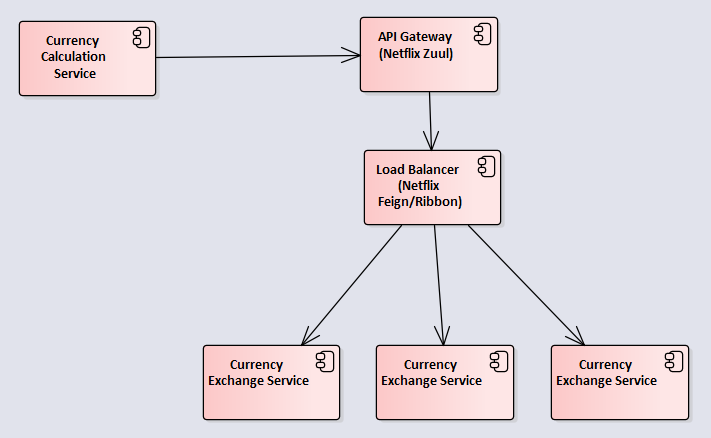 Currency
Calculation
Service
API Gateway
(Netflix Zuul)
Load Balancer
(Netflix
Feign/Ribbon)
Currency
Exchange Service
Currency
Exchange Service
Currency
Exchange Service